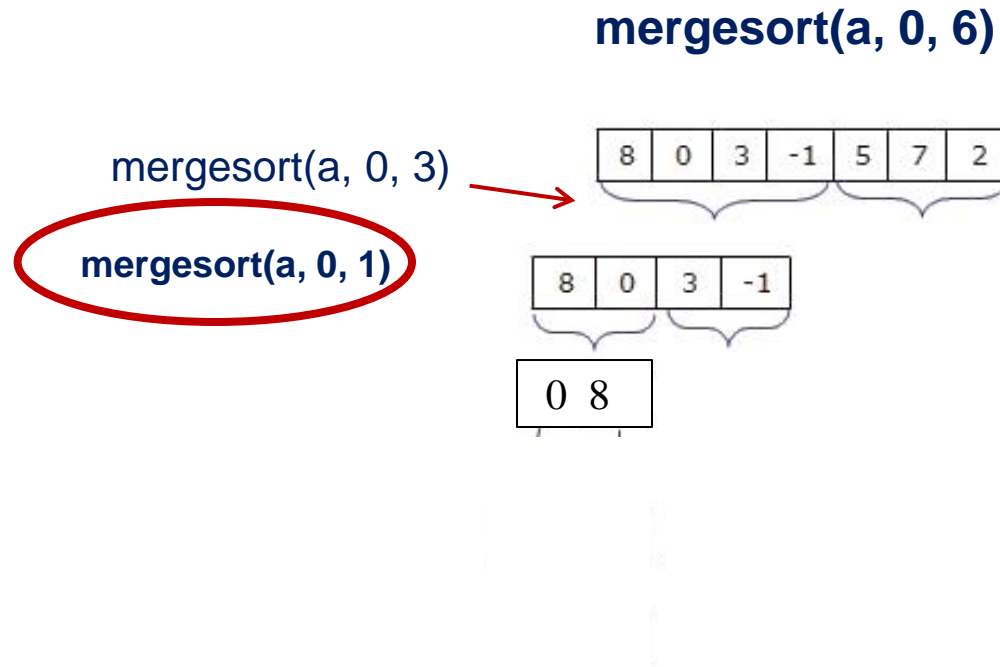 mergesort(a, 0, 6)
8 0 3 -1 5 7 2
mergesort(a, 0, 3)
mergesort(a, 0, 1)
8 0 3 -1
0 8